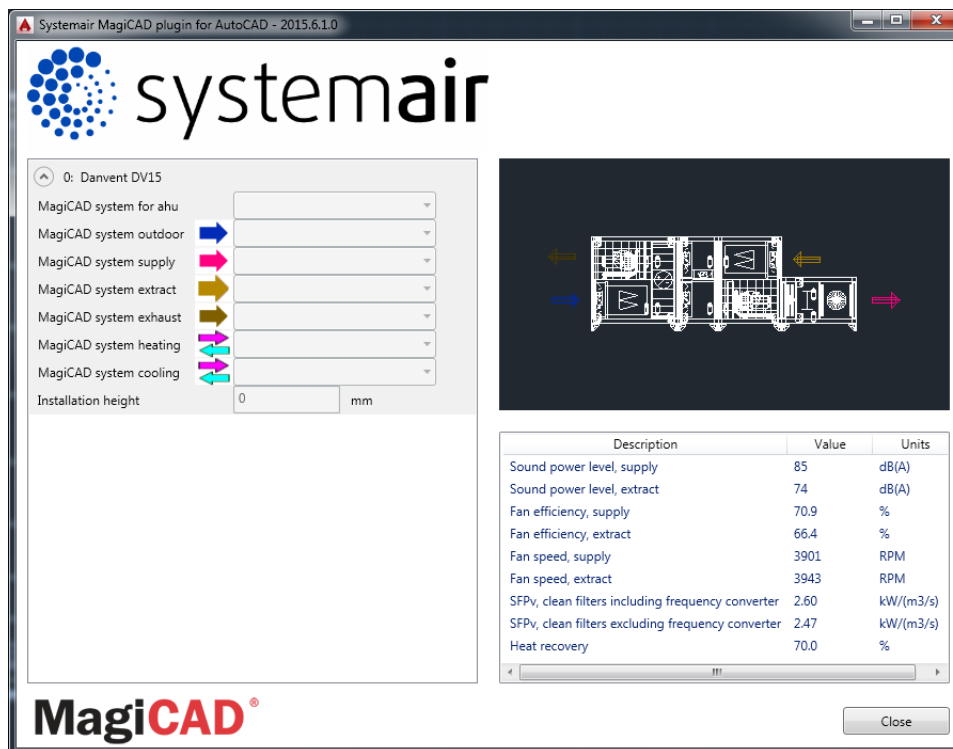 Systemair MagiCAD plugin for AutoCAD - 2015.6.1.0
systemair
0: Danvent DV15
MagiCAD system for ahu
MagiCAD system outdoor
MagiCAD system supply
MagiCAD system extract
MagiCAD system exhaust
MagiCAD system heating
MagiCAD system cooling
Installation height 0 mm
Description Value Units
Sound power level, supply 85 dB(A)
Sound power level, extract 74 dB(A)
Fan efficiency, supply 70.9 %
Fan efficiency, extract 66.4 %
Fan speed, supply 3901 RPM
Fan speed, extract 3943 RPM
SFPv, clean filters including frequency converter 2.60 kW/(m3/s)
SFPv, clean filters excluding frequency converter 2.47 kW/(m3/s)
Heat recovery 70.0 %
MagiCAD®
Close